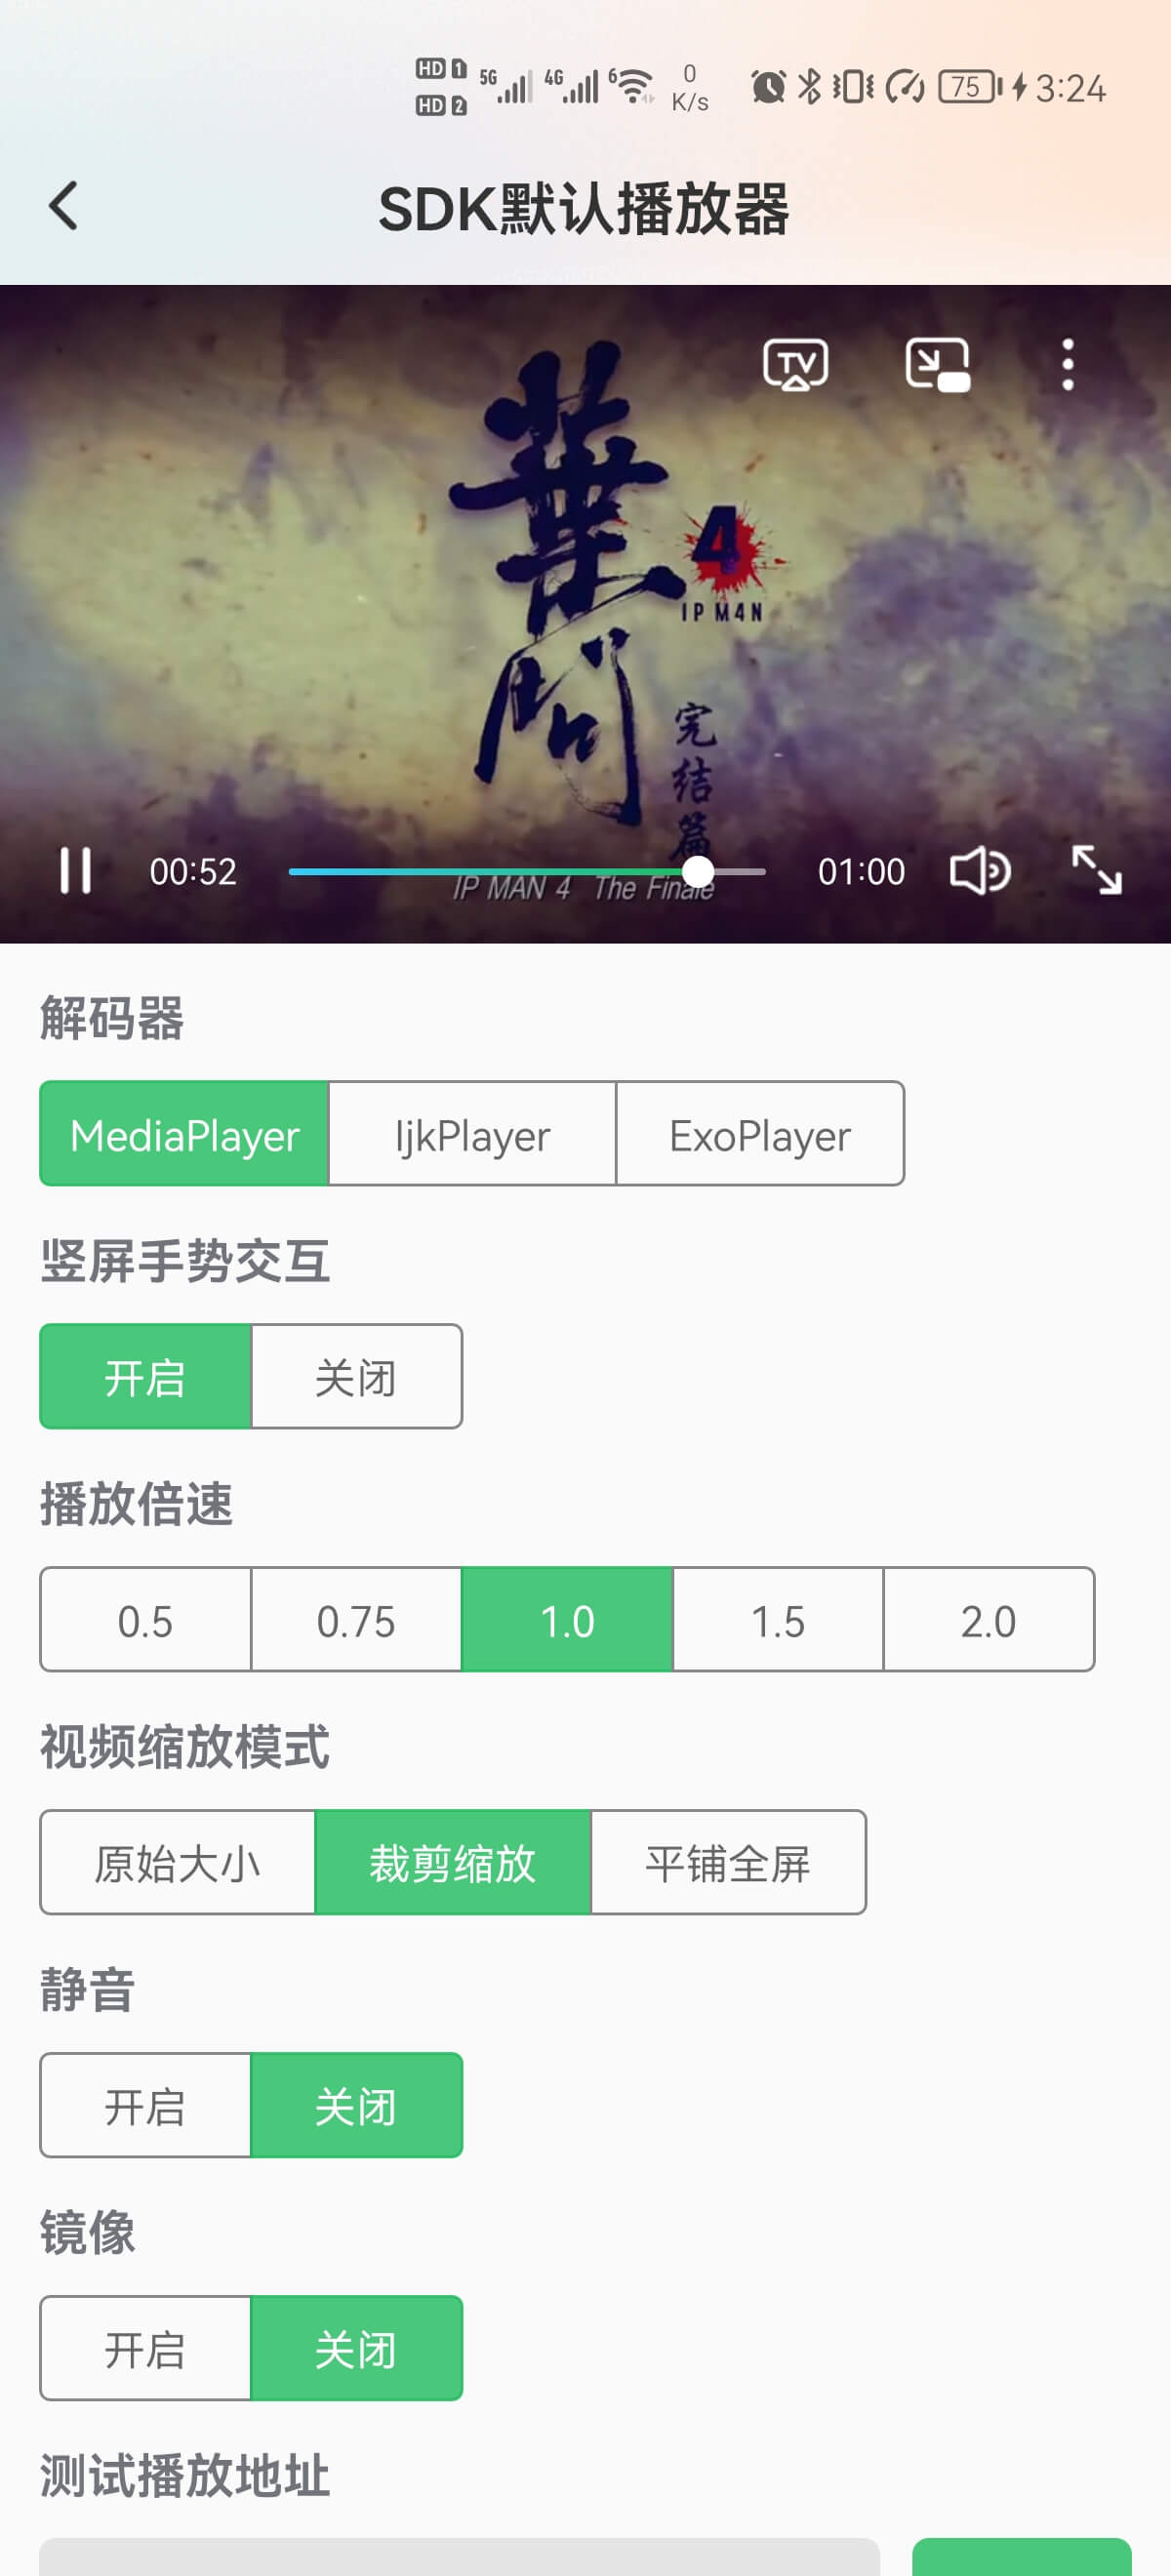 HD 1 5G 4G 6 0 75 3:24
HD 2 K/s
SDK默认播放器
TV
葉問
4
IP M4N
完结篇
00:52 01:00
IP MAN 4 The Finale
解码器
MediaPlayer IjkPlayer ExoPlayer
竖屏手势交互
开启 关闭
播放倍速
0.5 0.75 1.0 1.5 2.0
视频缩放模式
原始大小 裁剪缩放 平铺全屏
静音
开启 关闭
镜像
开启 关闭
测试播放地址